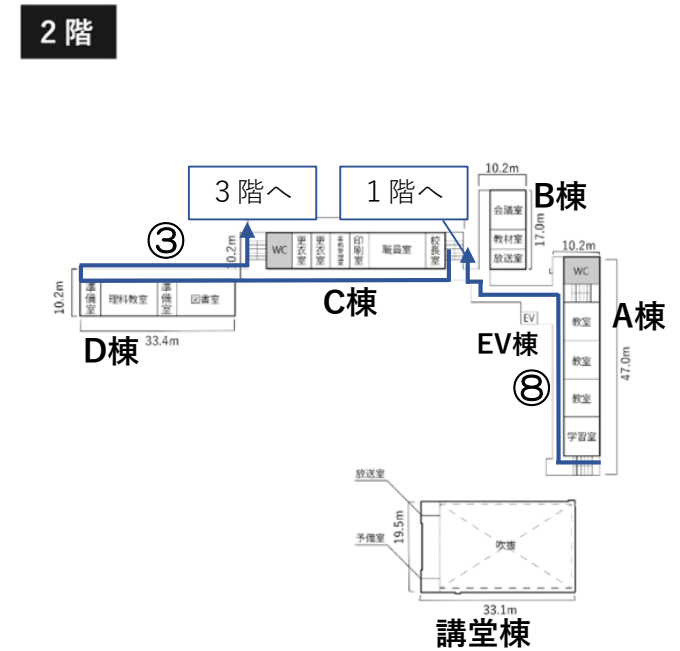 2階
3階へ
1階へ
10.2m
B棟
会議室
教材室
放送室
17.0m
③
10.2m
WC
更衣室
更衣室
印刷室
職員室
校長室
10.2m
WC
教室
教室
教室
学習室
A棟
47.0m
C棟
10.2m
準備室
理科教室
準備室
図書室
D棟
33.4m
EV
EV棟
⑧
放送室
予備室
19.5m
吹抜
33.1m
講堂棟